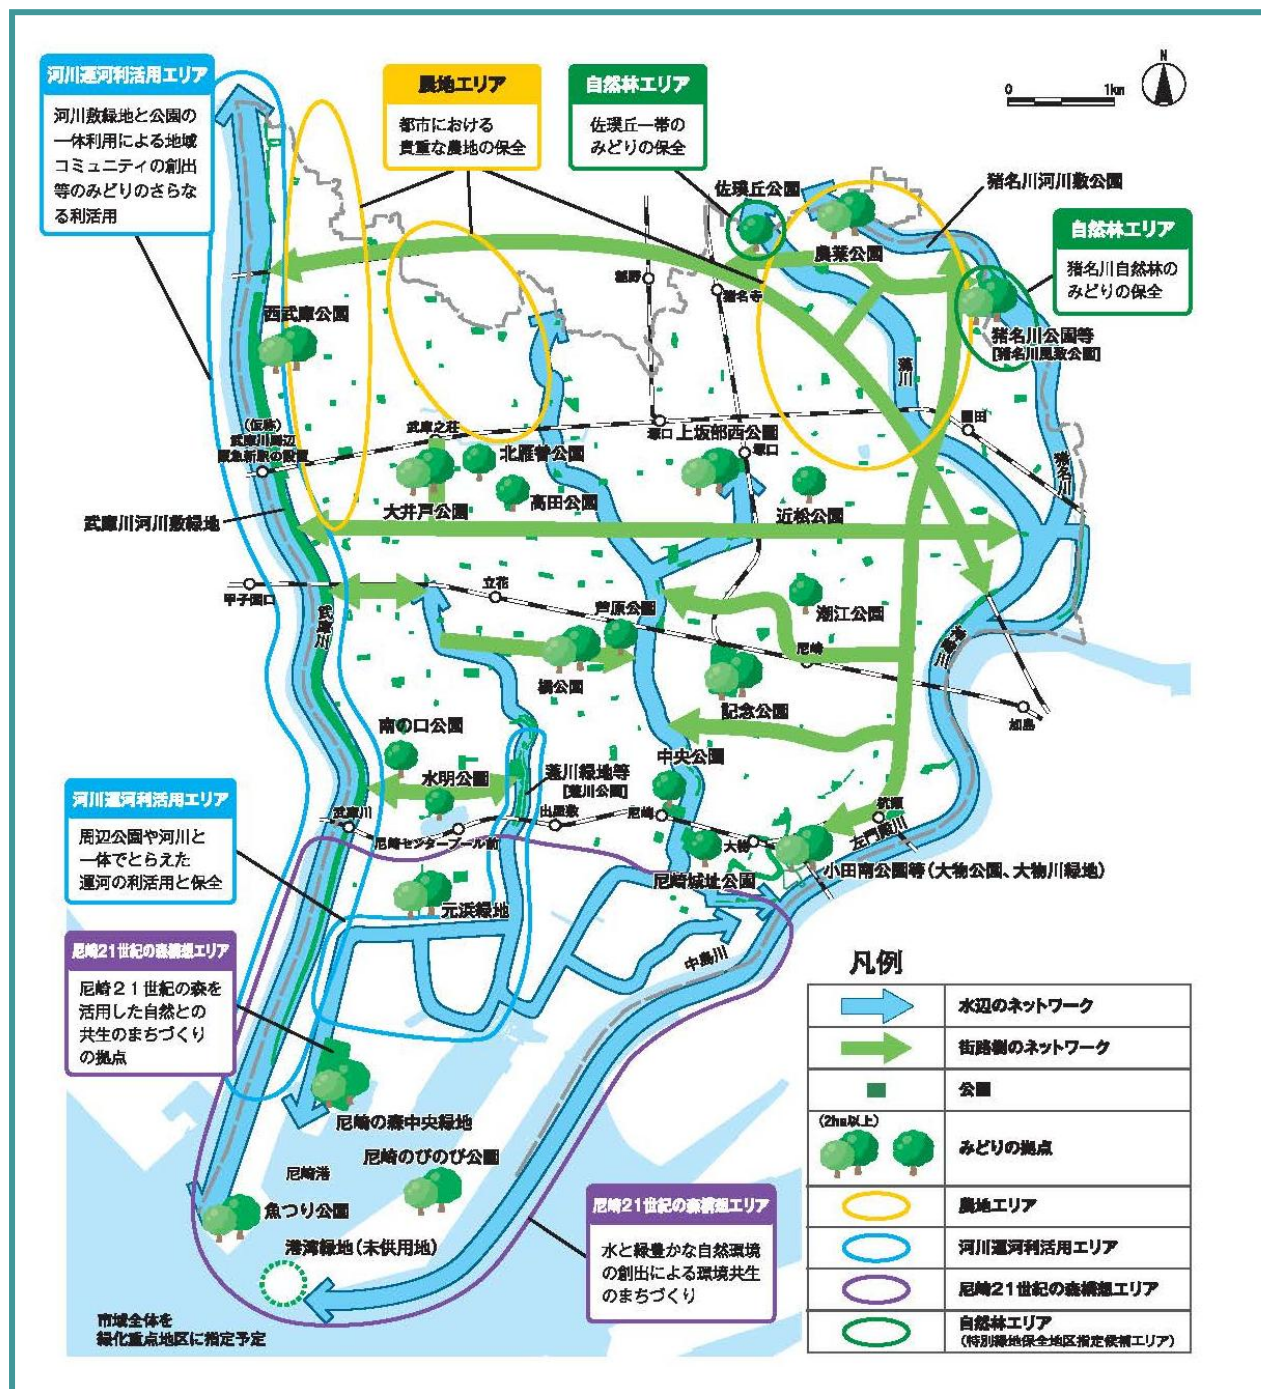 河川運河利活用エリア
河川敷緑地と公園の
一体利用による地域
コミュニティの創出
等のみどりのさらな
る利活用
農地エリア
都市における
貴重な農地の保全
自然林エリア
佐璞丘一帯の
みどりの保全
0 1km
N
佐璞丘公園
猪名川河川敷公園
自然林エリア
猪名川自然林の
みどりの保全
農業公園
稲野
猪名寺
西武庫公園
猪名川公園等
[猪名川風致公園]
藻川
園田
(仮称)
武庫川周辺
阪急新駅の設置
武庫之荘
塚口
上坂部西公園
塚口
北雁替公園
猪名川
武庫川河川敷緑地
大井戸公園
髙田公園
近松公園
甲子園口
立花
芦原公園
潮江公園
武庫川
尼崎
神崎川
橘公園
記念公園
加島
南の口公園
中央公園
水明公園
蓬川緑地等
[蓬川公園]
河川運河利活用エリア
周辺公園や河川と
一体でとらえた
運河の利活用と保全
武庫川
尼崎センタープール前
出屋敷
尼崎
大物
杭瀬
左門殿川
尼崎城址公園
小田南公園等(大物公園、大物川緑地)
元浜緑地
中島川
尼崎21世紀の森構想エリア
尼崎21世紀の森を
活用した自然との
共生のまちづくり
の拠点
尼崎の森中央緑地
尼崎港
尼崎のびのび公園
魚つり公園
港湾緑地(未供用地)
尼崎21世紀の森構想エリア
水と緑豊かな自然環境
の創出による環境共生
のまちづくり
市域全体を
緑化重点地区に指定予定
凡例
水辺のネットワーク
街路樹のネットワーク
公園
(2ha以上)
みどりの拠点
農地エリア
河川運河利活用エリア
尼崎21世紀の森構想エリア
自然林エリア
(特別緑地保全地区指定候補エリア)